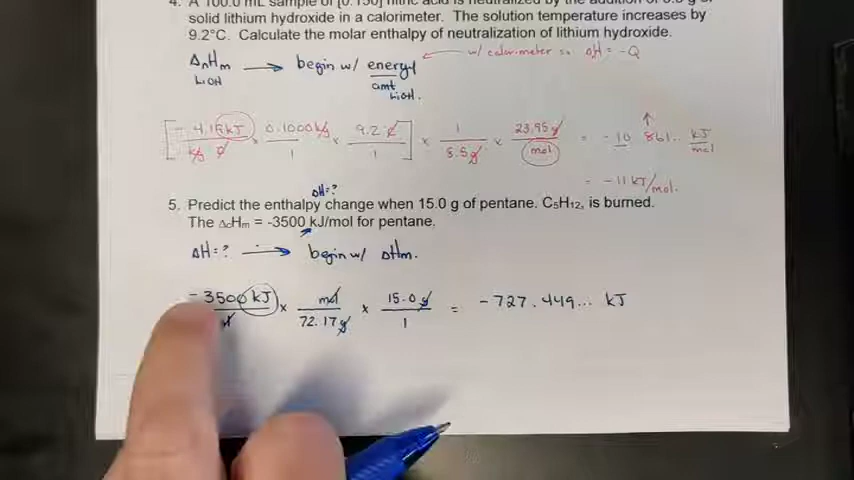 4. A 100.0 mL sample of [0.150] nitric acid is neutralized by the addition of
solid lithium hydroxide in a calorimeter. The solution temperature increases by
9.2°C. Calculate the molar enthalpy of neutralization of lithium hydroxide.
w/ calorimeter so ΔH = -Q
ΔnHm → begin w/ energy
LiOH amt
LiOH.
[ - 4.18 kJ × 0.1000 kg × 9.2 °C ] × 1 × 23.95 g = -10 861.. kJ
kg °C 1 1 5.5 g mol mol
= -11 kJ/mol.
ΔH=?
5. Predict the enthalpy change when 15.0 g of pentane. C₅H₁₂, is burned.
The ΔcHm = -3500 kJ/mol for pentane.
ΔH=? → begin w/ ΔHm.
-3500 kJ × mol × 15.0 g = -727.449... kJ
72.17 g 1